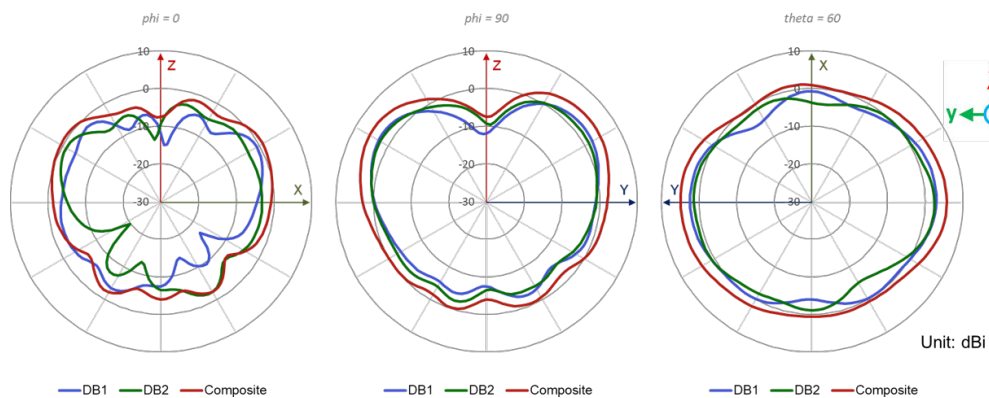 phi = 0
phi = 90
theta = 60
10
0
-10
-20
-30
Z
X
10
0
-10
-20
-30
Z
Y
10
0
-10
-20
-30
X
Y
y
Unit: dBi
DB1 DB2 Composite
DB1 DB2 Composite
DB1 DB2 Composite